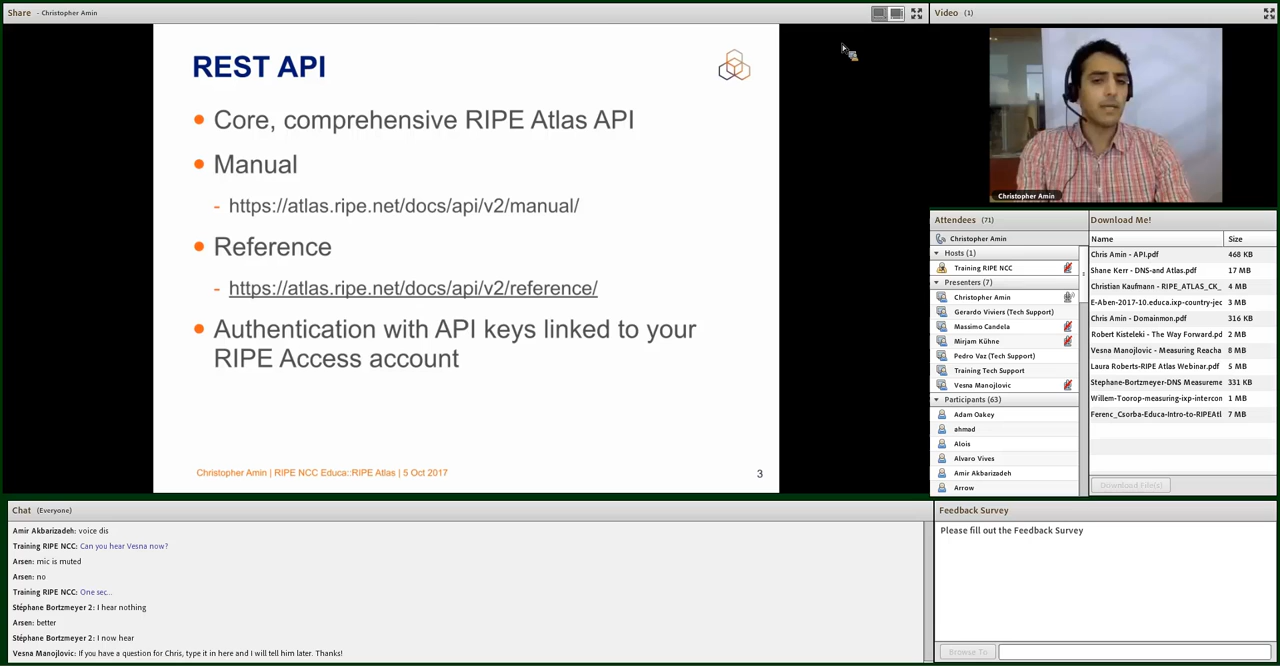 Share - Christopher Amin
REST API
Core, comprehensive RIPE Atlas API
Manual
- https://atlas.ripe.net/docs/api/v2/manual/
Reference
- https://atlas.ripe.net/docs/api/v2/reference/
Authentication with API keys linked to your
RIPE Access account
Christopher Amin | RIPE NCC Educa::RIPE Atlas | 5 Oct 2017
3
Video (1)
Christopher Amin
Attendees (71)
Christopher Amin
Hosts (1)
Training RIPE NCC
Presenters (7)
Christopher Amin
Gerardo Viviers (Tech Support)
Massimo Candela
Mirjam Kühne
Pedro Vaz (Tech Support)
Training Tech Support
Vesna Manojlovic
Participants (63)
Adam Oakey
ahmad
Alois
Alvaro Vives
Amir Akbarizadeh
Arrow
Download Me!
Name Size
Chris Amin - API.pdf 468 KB
Shane Kerr - DNS-and Atlas.pdf 17 MB
Christian Kaufmann - RIPE_ATLAS_CK_ 4 MB
E-Aben-2017-10.educa.ixp-country-jec 3 MB
Chris Amin - Domainmon.pdf 316 KB
Robert Kisteleki - The Way Forward.pd 2 MB
Vesna Manojlovic - Measuring Reacha 8 MB
Laura Roberts-RIPE Atlas Webinar.pdf 5 MB
Stephane-Bortzmeyer-DNS Measureme 331 KB
Willem-Toorop-measuring-ixp-intercon 1 MB
Ferenc_Csorba-Educa-Intro-to-RIPEAtl 7 MB
Download File(s)
Chat (Everyone)
Amir Akbarizadeh: voice dis
Training RIPE NCC: Can you hear Vesna now?
Arsen: mic is muted
Arsen: no
Training RIPE NCC: One sec...
Stéphane Bortzmeyer 2: I hear nothing
Arsen: better
Stéphane Bortzmeyer 2: I now hear
Vesna Manojlovic: If you have a question for Chris, type it in here and I will tell him later. Thanks!
Feedback Survey
Please fill out the Feedback Survey
Browse To